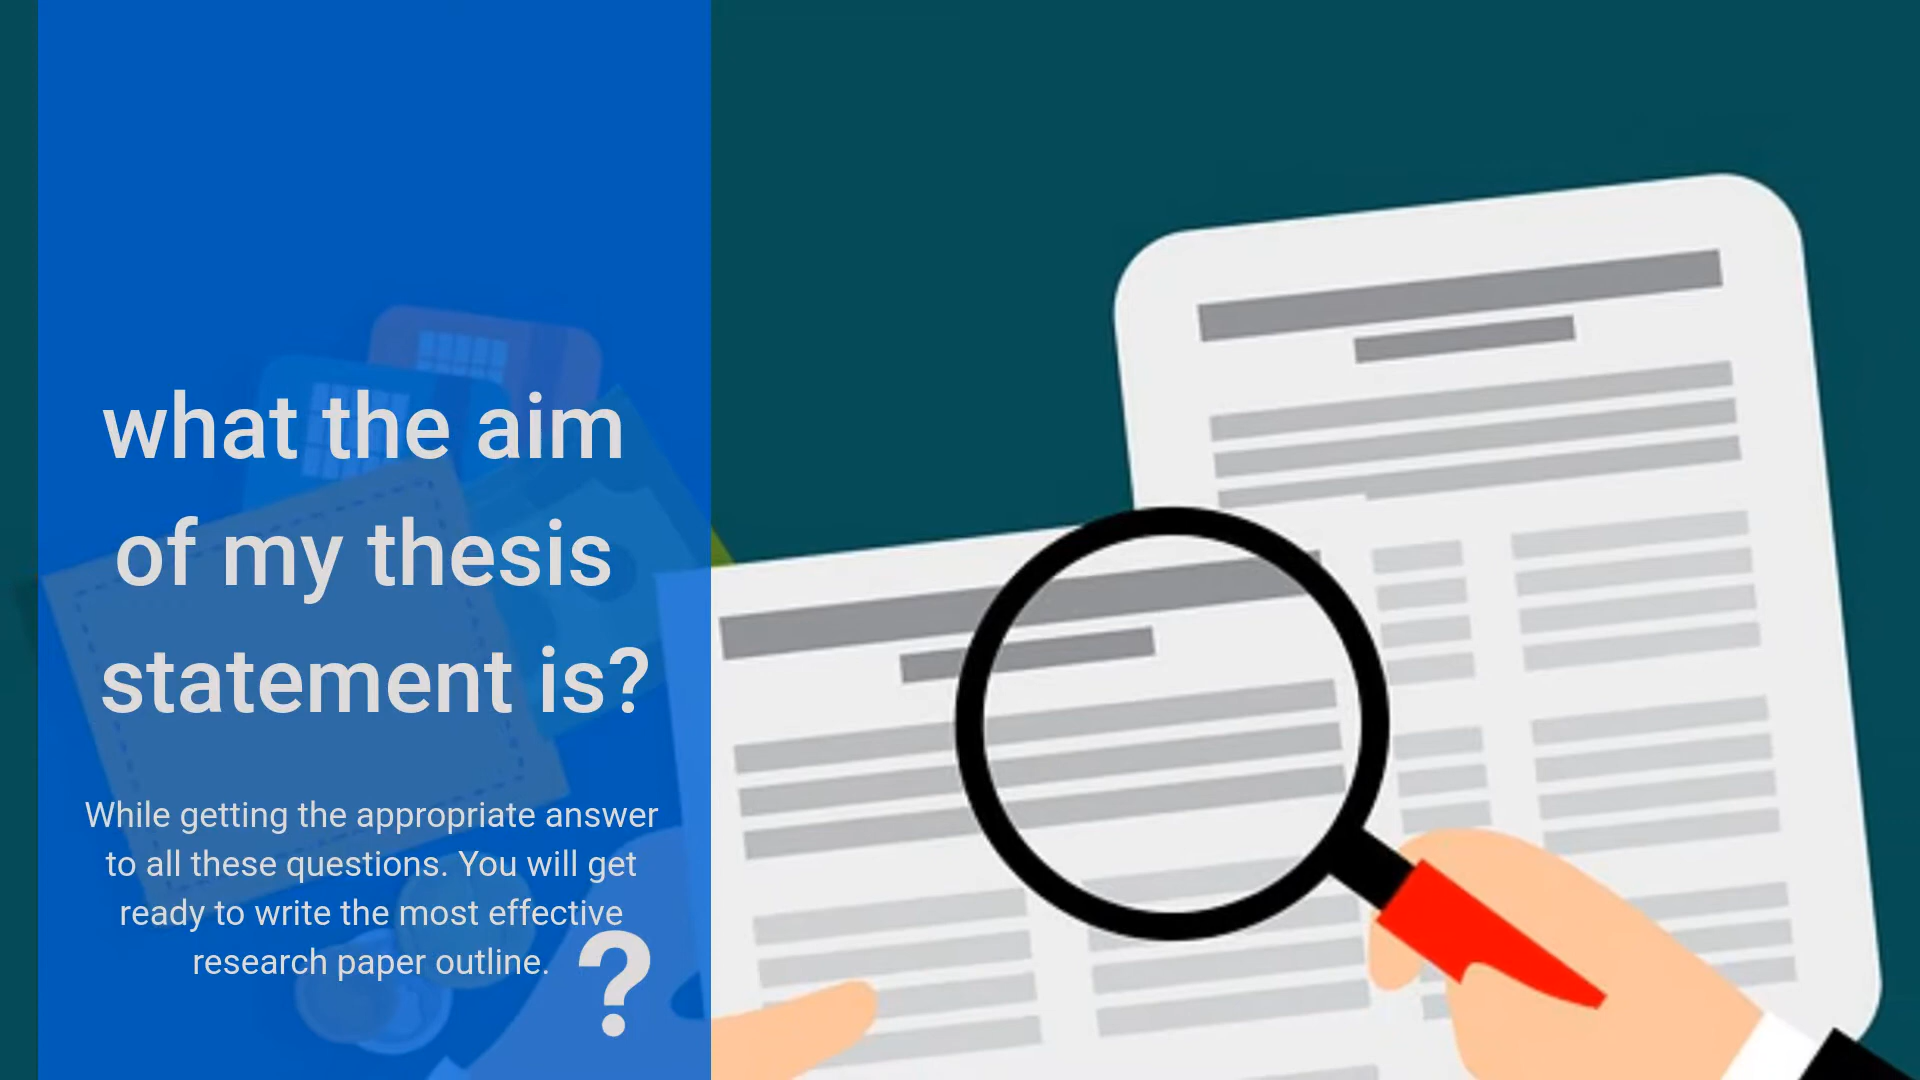 what the aim
of my thesis
statement is?
While getting the appropriate answer
to all these questions. You will get
ready to write the most effective
research paper outline.
?